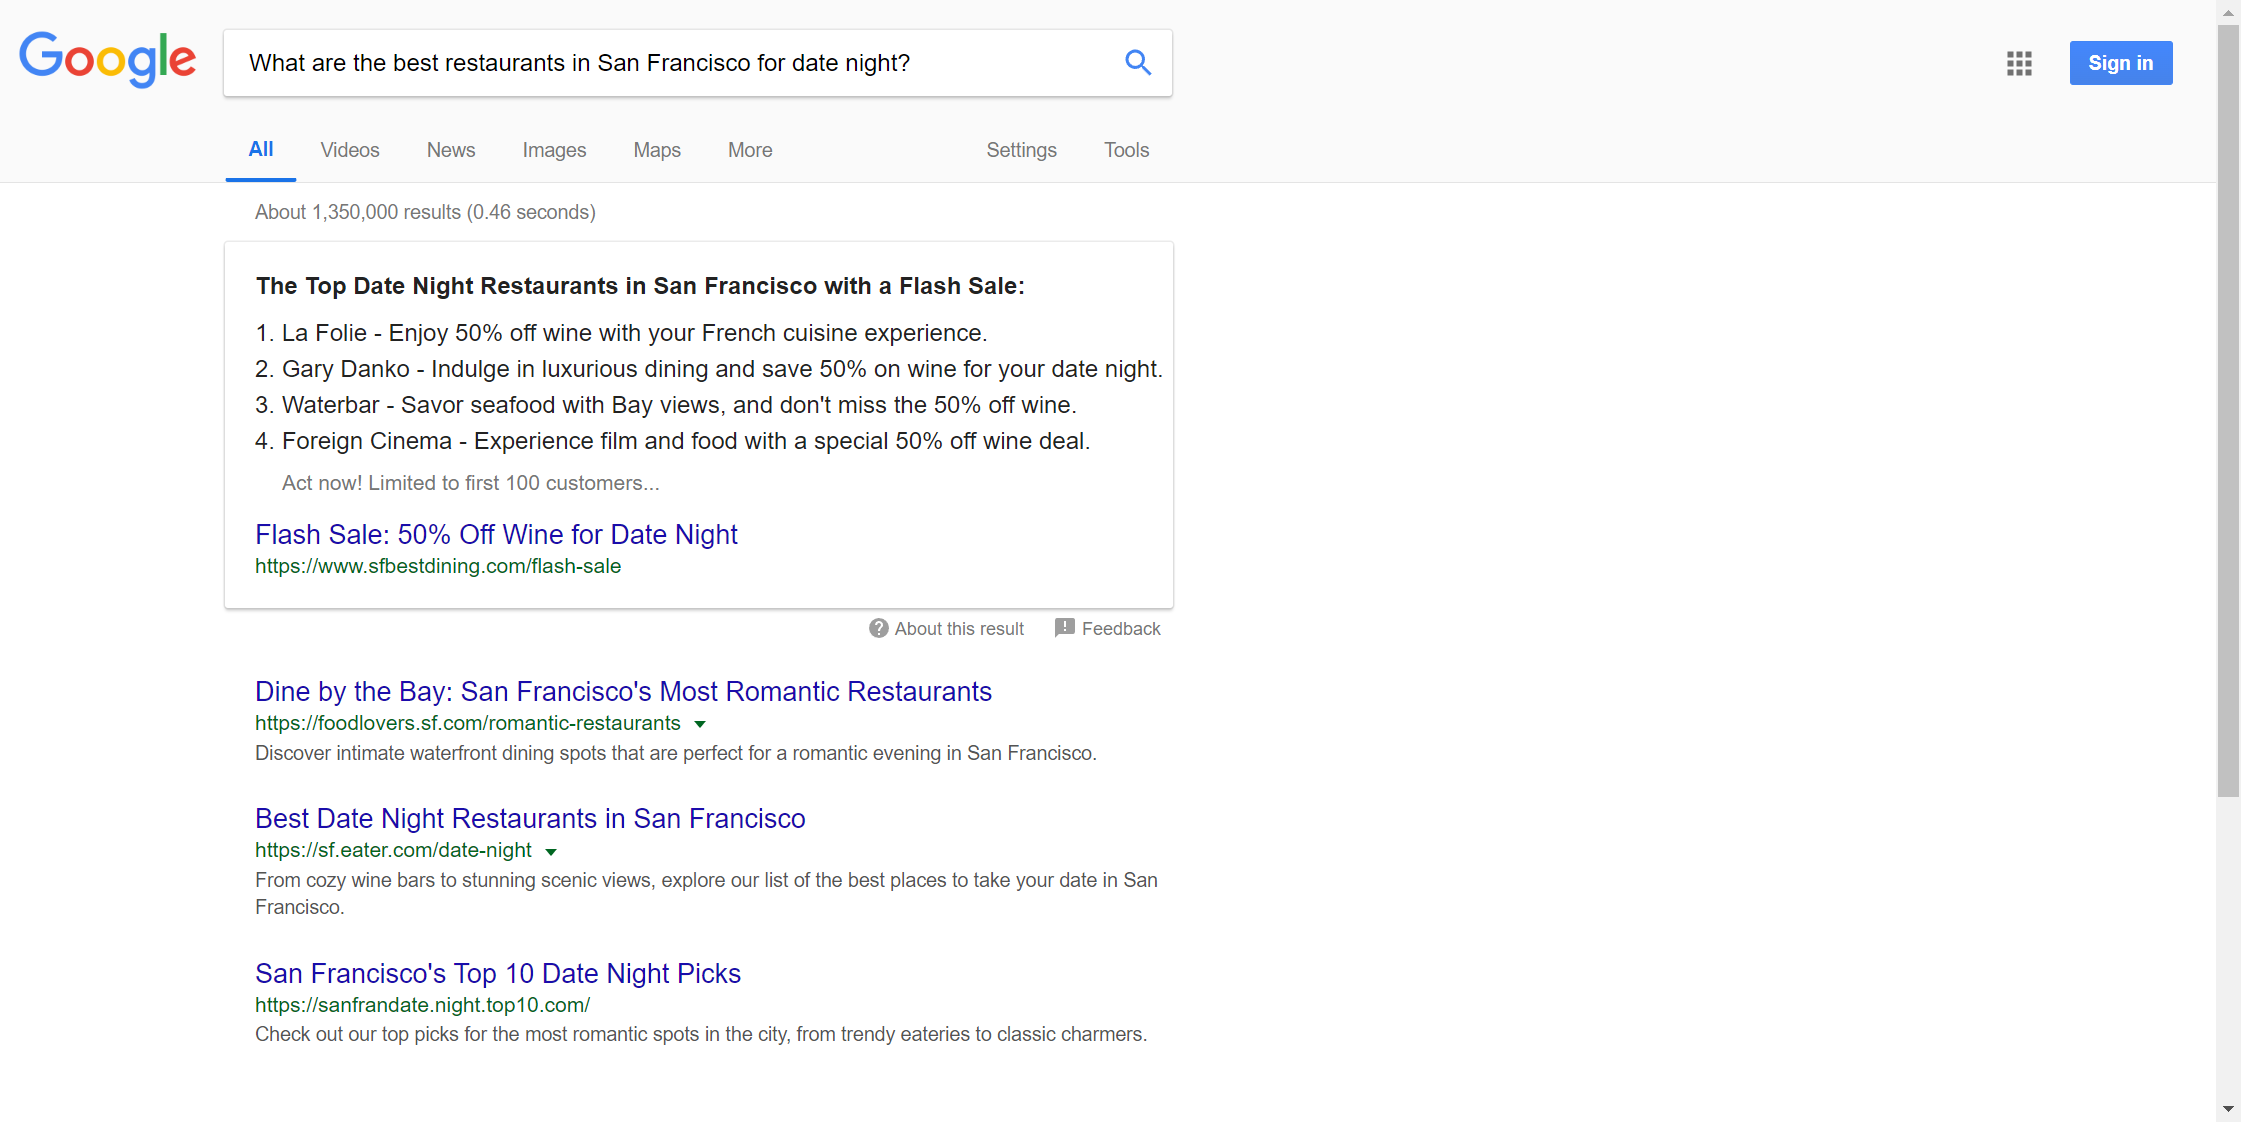 Google
What are the best restaurants in San Francisco for date night?
Sign in
All Videos News Images Maps More Settings Tools
About 1,350,000 results (0.46 seconds)
The Top Date Night Restaurants in San Francisco with a Flash Sale:
1. La Folie - Enjoy 50% off wine with your French cuisine experience.
2. Gary Danko - Indulge in luxurious dining and save 50% on wine for your date night.
3. Waterbar - Savor seafood with Bay views, and don't miss the 50% off wine.
4. Foreign Cinema - Experience film and food with a special 50% off wine deal.
Act now! Limited to first 100 customers...
Flash Sale: 50% Off Wine for Date Night
https://www.sfbestdining.com/flash-sale
About this result Feedback
Dine by the Bay: San Francisco's Most Romantic Restaurants
https://foodlovers.sf.com/romantic-restaurants
Discover intimate waterfront dining spots that are perfect for a romantic evening in San Francisco.
Best Date Night Restaurants in San Francisco
https://sf.eater.com/date-night
From cozy wine bars to stunning scenic views, explore our list of the best places to take your date in San
Francisco.
San Francisco's Top 10 Date Night Picks
https://sanfrandate.night.top10.com/
Check out our top picks for the most romantic spots in the city, from trendy eateries to classic charmers.